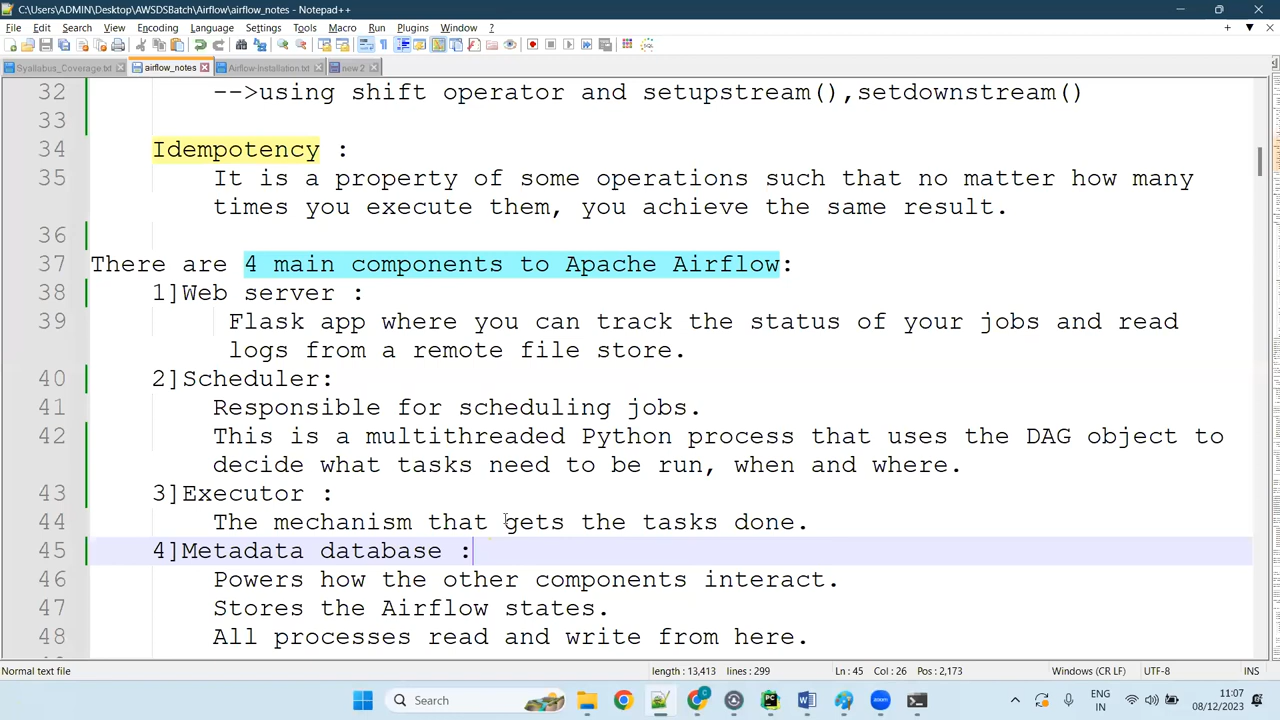 C:\Users\ADMIN\Desktop\AWSDSBatch\Airflow\airflow_notes - Notepad++
File Edit Search View Encoding Language Settings Tools Macro Run Plugins Window ?
Syallabus_Coverage.txt airflow_notes Airflow-installation.txt new 2
32 -->using shift operator and setupstream(),setdownstream()
33
34 Idempotency :
35 It is a property of some operations such that no matter how many
times you execute them, you achieve the same result.
36
37 There are 4 main components to Apache Airflow:
38 1]Web server :
39 Flask app where you can track the status of your jobs and read
logs from a remote file store.
40 2]Scheduler:
41 Responsible for scheduling jobs.
42 This is a multithreaded Python process that uses the DAG object to
decide what tasks need to be run, when and where.
43 3]Executor :
44 The mechanism that gets the tasks done.
45 4]Metadata database :
46 Powers how the other components interact.
47 Stores the Airflow states.
48 All processes read and write from here.
Normal text file length : 13,413 lines : 299 Ln : 45 Col : 26 Pos : 2,173 Windows (CR LF) UTF-8 INS
Search ENG IN 11:07 08/12/2023